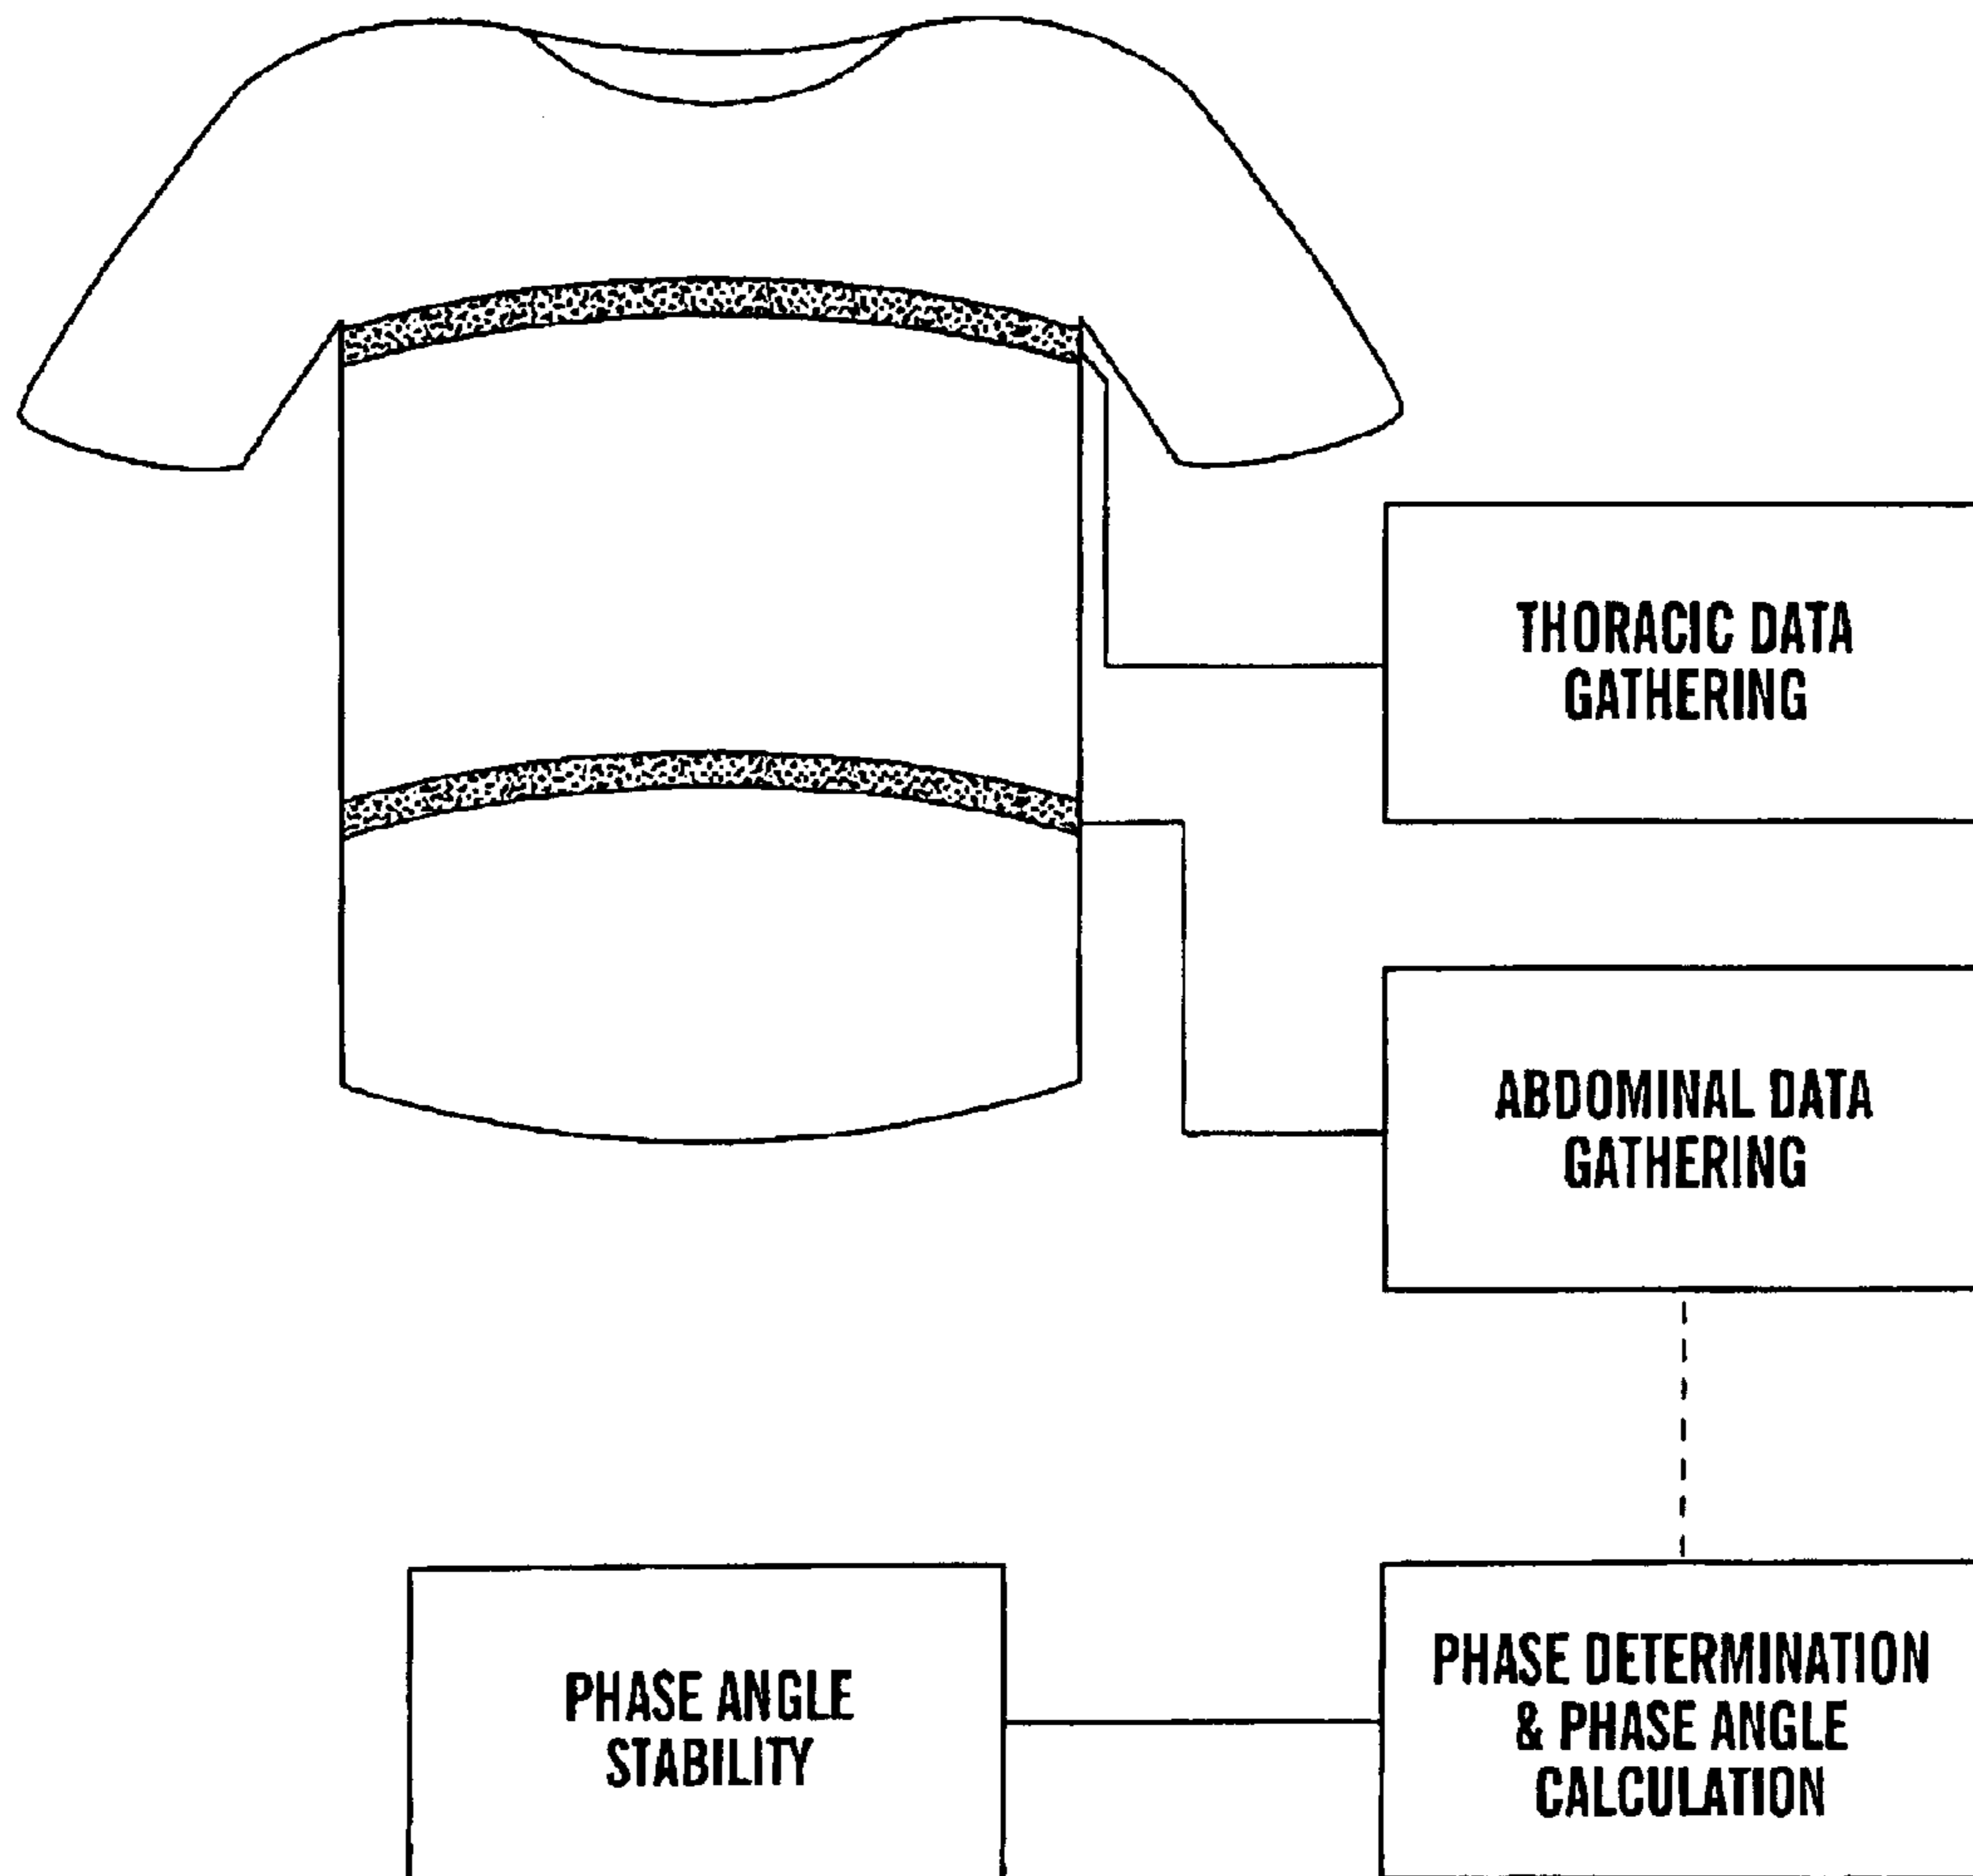 THORACIC DATA
GATHERING
ABDOMINAL DATA
GATHERING
PHASE ANGLE
STABILITY
PHASE DETERMINATION
& PHASE ANGLE
CALCULATION